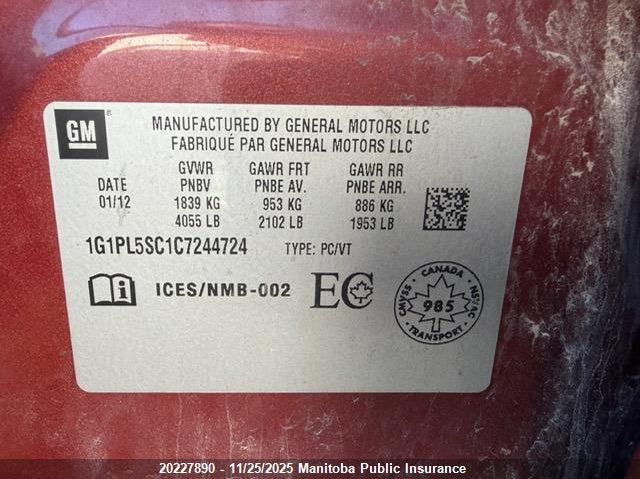 GM
MANUFACTURED BY GENERAL MOTORS LLC
FABRIQUÉ PAR GENERAL MOTORS LLC
GVWR GAWR FRT GAWR RR
DATE PNBV PNBE AV. PNBE ARR.
01/12 1839 KG 953 KG 886 KG
4055 LB 2102 LB 1953 LB
1G1PL5SC1C7244724 TYPE: PC/VT
i ICES/NMB-002 EC
CANADA
CMVSS 985 NSVAC
TRANSPORT
20227890 - 11/25/2025 Manitoba Public Insurance